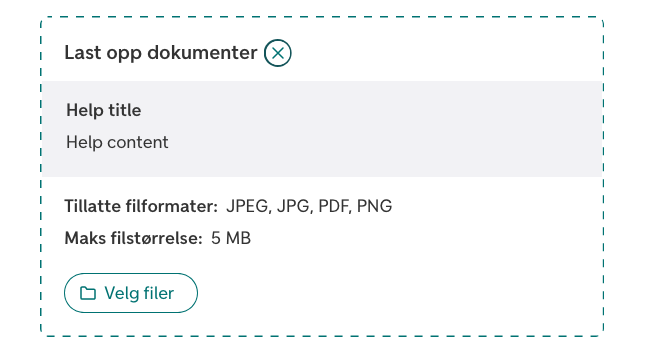 Last opp dokumenter
Help title
Help content
Tillatte filformater: JPEG, JPG, PDF, PNG
Maks filstørrelse: 5 MB
Velg filer